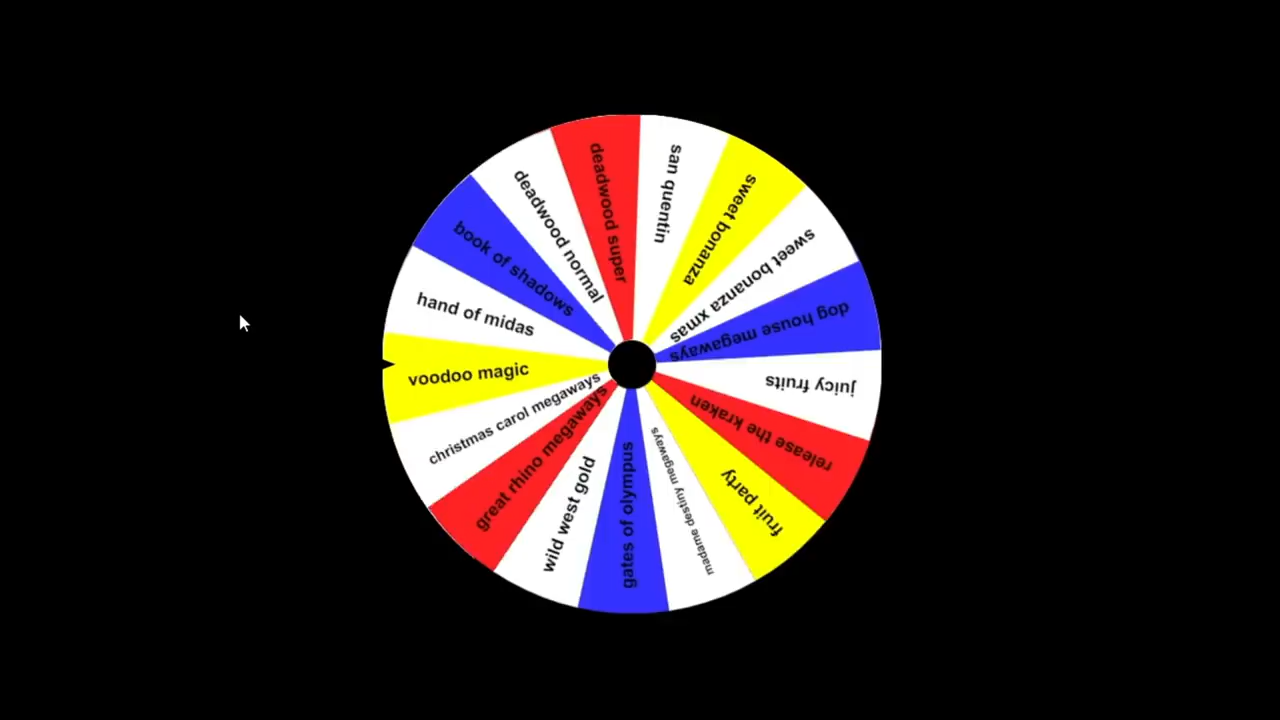 deadwood super
san quentin
sweet bonanza
sweet bonanza xmas
dog house megaways
juicy fruits
release the kraken
fruit party
madame destiny megaways
gates of olympus
wild west gold
great rhino megaways
christmas carol megaways
voodoo magic
hand of midas
book of shadows
deadwood normal